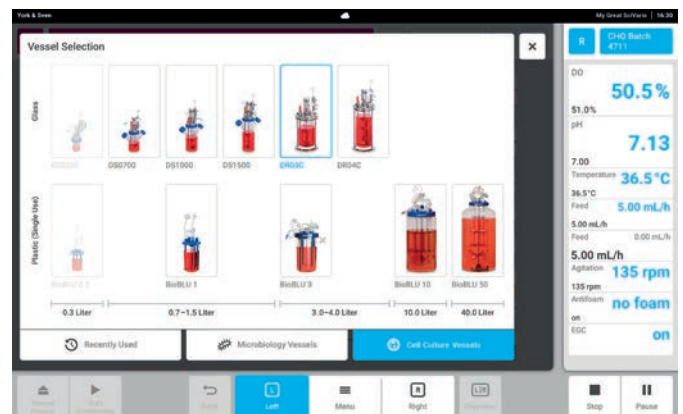 York & Sven
My Great SciVario | 16:30
Vessel Selection
R
CHO Batch
4711
Glass
DS0700
DS1000
DS1500
DR03C
DR04C
Plastic (Single Use)
BioBLU 1
BioBLU 3
BioBLU 10
BioBLU 50
0.3 Liter
0.7–1.5 Liter
3.0–4.0 Liter
10.0 Liter
40.0 Liter
Recently Used
Microbiology Vessels
Cell Culture Vessels
DO
50.5 %
51.0%
pH
7.13
7.00
Temperature
36.5°C
36.5°C
Feed
5.00 mL/h
5.00 mL/h
Feed
0.00 mL/h
5.00 mL/h
Agitation
135 rpm
135 rpm
Antifoam
no foam
on
EGC
on
L
Left
Menu
R
Right
Stop
Pause